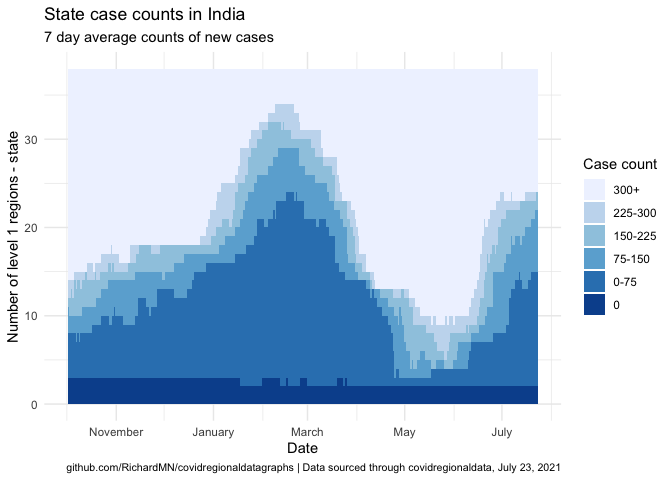 State case counts in India
7 day average counts of new cases
30
20
10
0
Number of level 1 regions - state
November
January
March
May
July
Date
Case count
300+
225-300
150-225
75-150
0-75
0
github.com/RichardMN/covidregionaldatagraphs | Data sourced through covidregionaldata, July 23, 2021